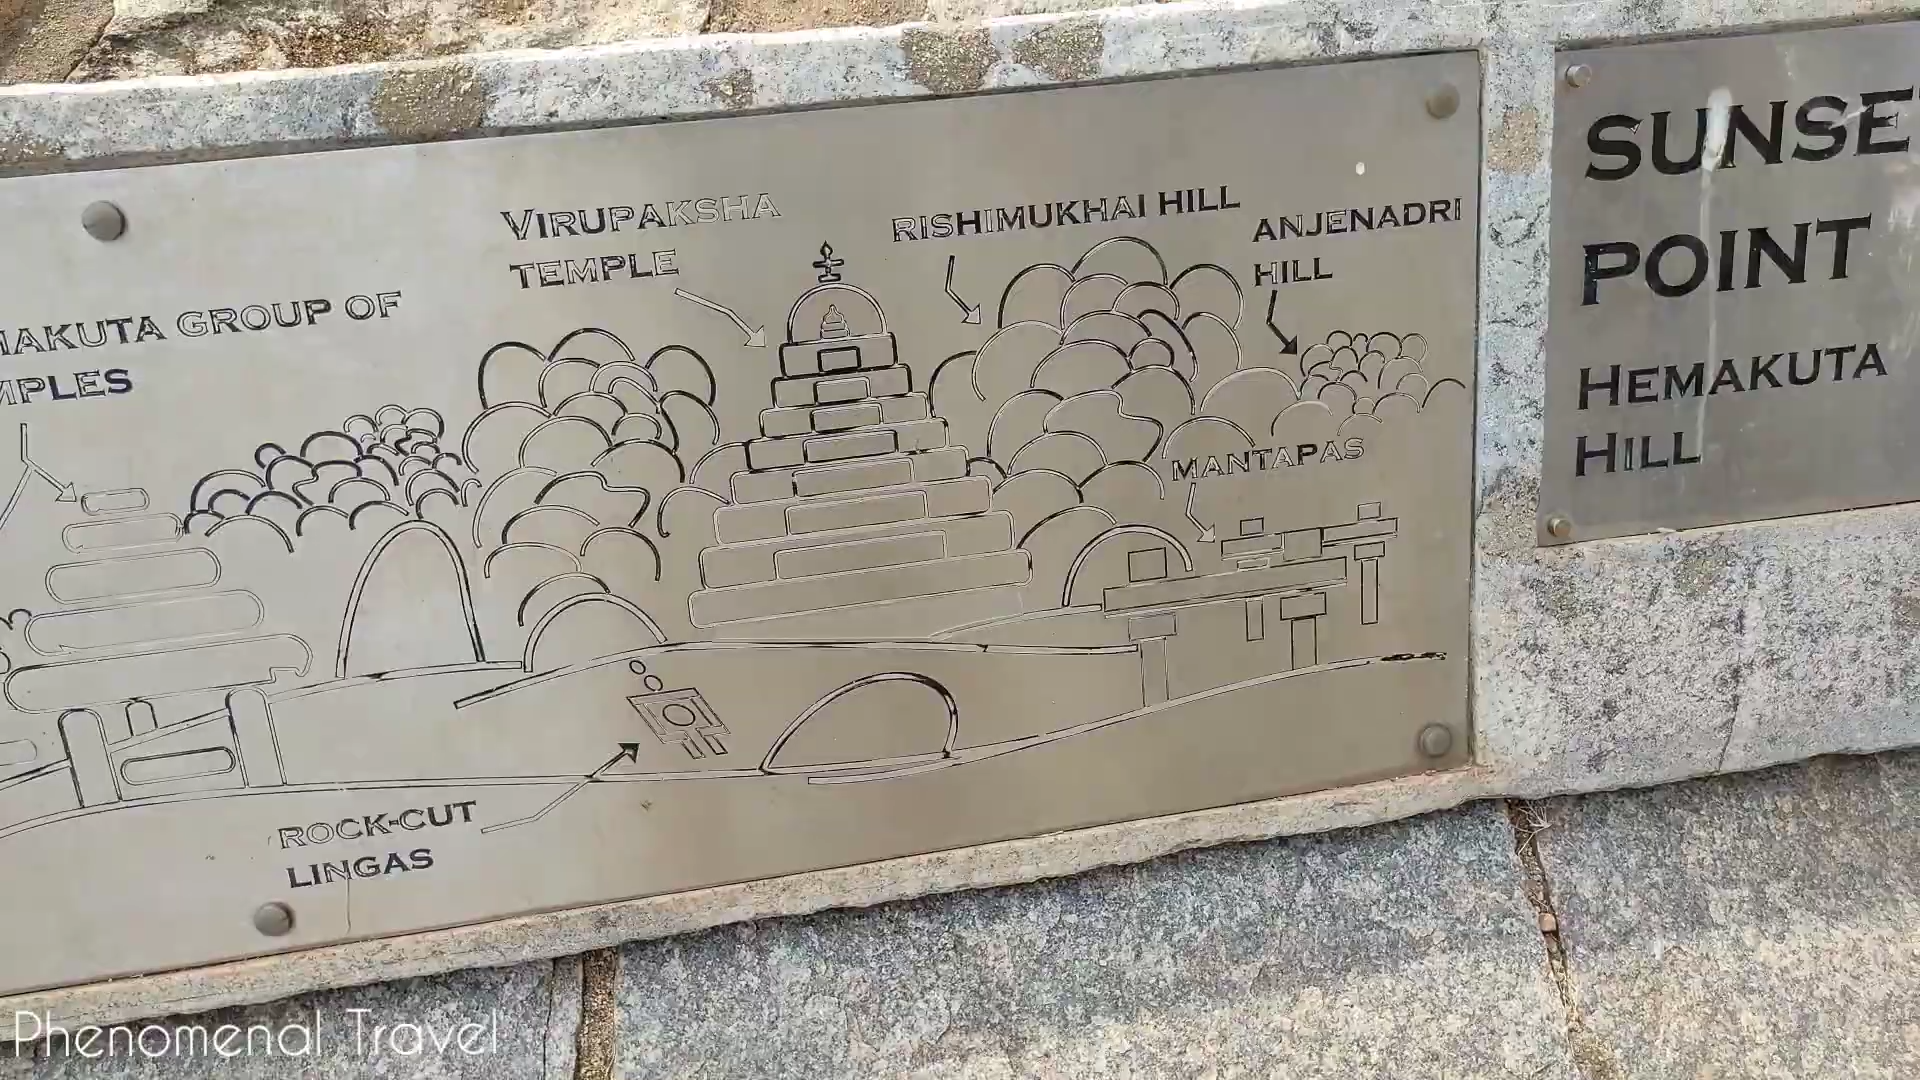 VIRUPAKSHA
TEMPLE
RISHIMUKHAI HILL
ANJENADRI
HILL
MAKUTA GROUP OF
MPLES
MANTAPAS
ROCK-CUT
LINGAS
SUNSE
POINT
HEMAKUTA
HILL
Phenomenal Travel